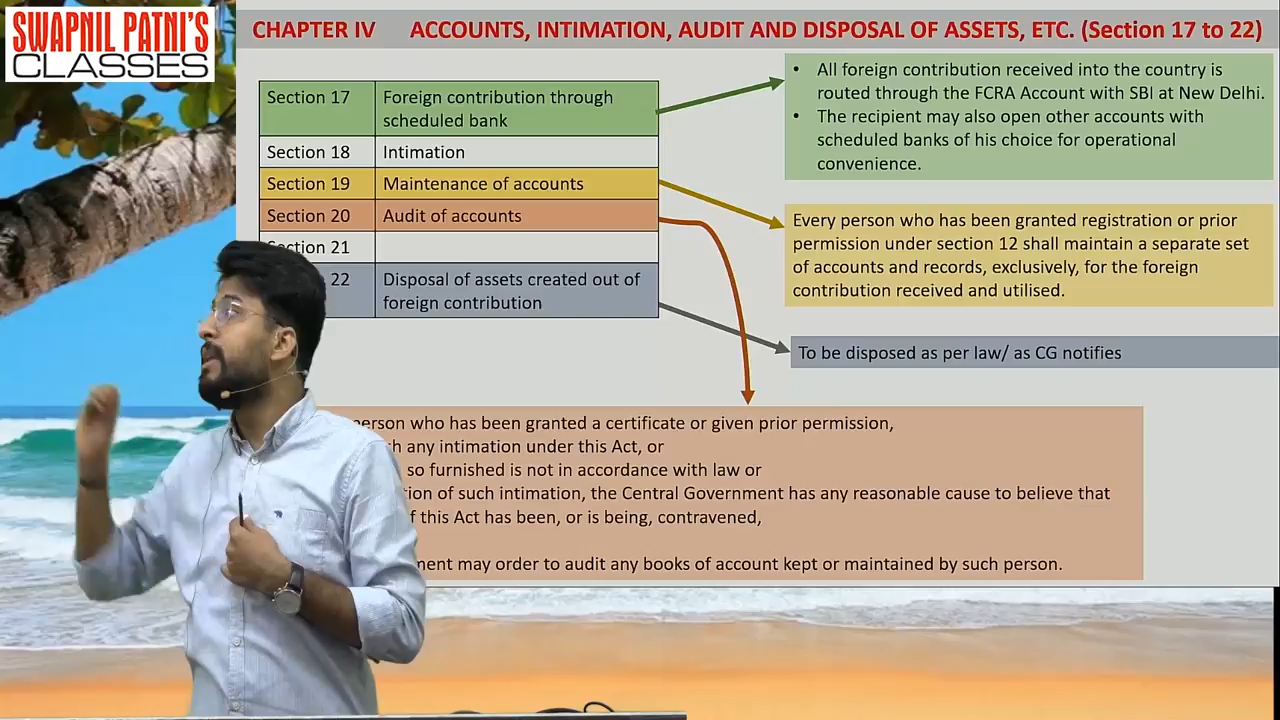 SWAPNIL PATNI'S
CLASSES
CHAPTER IV ACCOUNTS, INTIMATION, AUDIT AND DISPOSAL OF ASSETS, ETC. (Section 17 to 22)
Section 17 Foreign contribution through
scheduled bank
Section 18 Intimation
Section 19 Maintenance of accounts
Section 20 Audit of accounts
21
22 Disposal of assets created out of
foreign contribution
• All foreign contribution received into the country is
routed through the FCRA Account with SBI at New Delhi.
• The recipient may also open other accounts with
scheduled banks of his choice for operational
convenience.
Every person who has been granted registration or prior
permission under section 12 shall maintain a separate set
of accounts and records, exclusively, for the foreign
contribution received and utilised.
To be disposed as per law/ as CG notifies
person who has been granted a certificate or given prior permission,
any intimation under this Act, or
so furnished is not in accordance with law or
of such intimation, the Central Government has any reasonable cause to believe that
this Act has been, or is being, contravened,
may order to audit any books of account kept or maintained by such person.